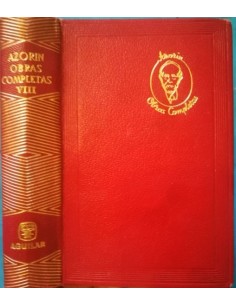 AZORIN
OBRAS
COMPLETAS
VIII
AGUILAR
Azorín
Obras Completas